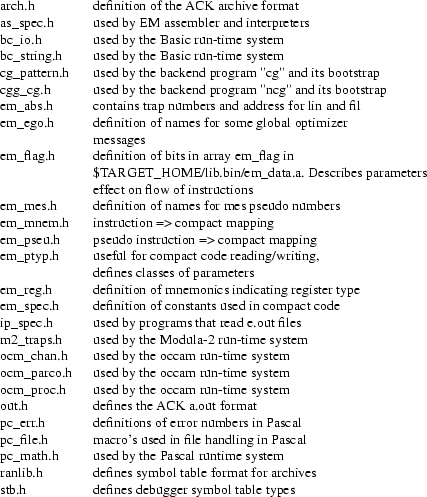 arch.h definition of the ACK archive format
as_spec.h used by EM assembler and interpreters
bc_io.h used by the Basic run-time system
bc_string.h used by the Basic run-time system
cg_pattern.h used by the backend program "cg" and its bootstrap
cgg_cg.h used by the backend program "ncg" and its bootstrap
em_abs.h contains trap numbers and address for lin and fil
em_ego.h definition of names for some global optimizer
messages
em_flag.h definition of bits in array em_flag in
$TARGET_HOME/lib.bin/em_data.a. Describes parameters
effect on flow of instructions
em_mes.h definition of names for mes pseudo numbers
em_mnem.h instruction => compact mapping
em_pseu.h pseudo instruction => compact mapping
em_ptyp.h useful for compact code reading/writing,
defines classes of parameters
em_reg.h definition of mnemonics indicating register type
em_spec.h definition of constants used in compact code
ip_spec.h used by programs that read e.out files
m2_traps.h used by the Modula-2 run-time system
ocm_chan.h used by the occam run-time system
ocm_parco.h used by the occam run-time system
ocm_proc.h used by the occam run-time system
out.h defines the ACK a.out format
pc_err.h definitions of error numbers in Pascal
pc_file.h macro's used in file handling in Pascal
pc_math.h used by the Pascal runtime system
ranlib.h defines symbol table format for archives
stb.h defines debugger symbol table types